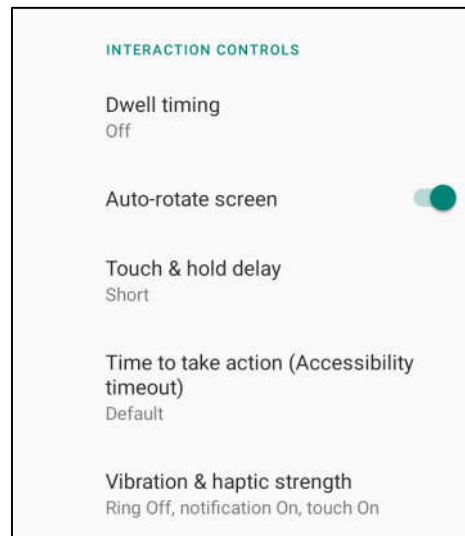 INTERACTION CONTROLS
Dwell timing
Off
Auto-rotate screen
Touch & hold delay
Short
Time to take action (Accessibility
timeout)
Default
Vibration & haptic strength
Ring Off, notification On, touch On